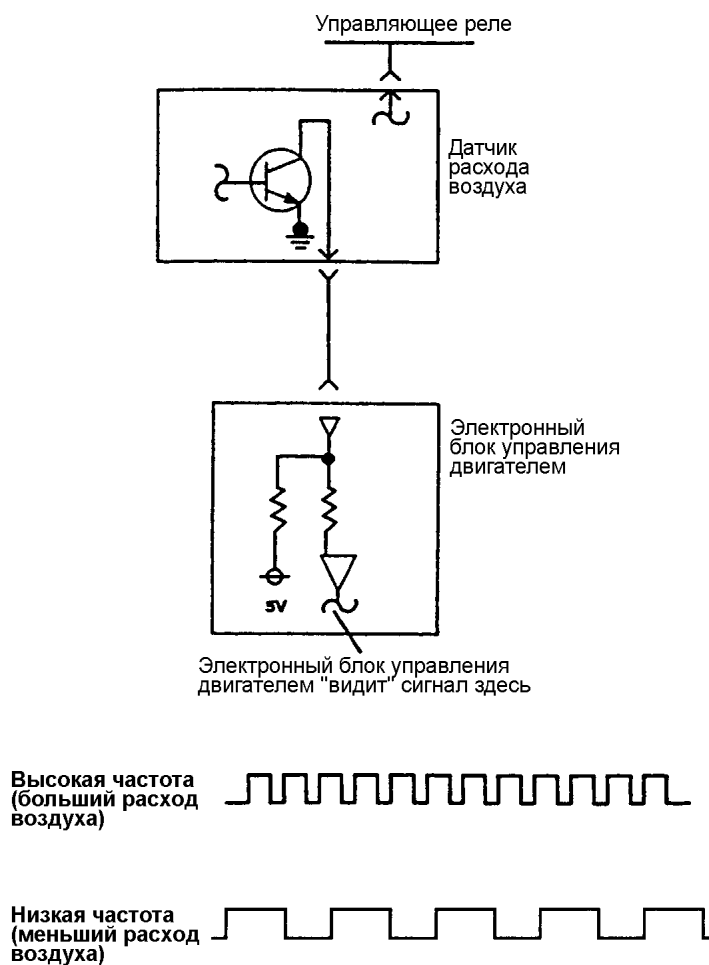 Управляющее реле
Датчик
расхода
воздуха
Электронный
блок управления
двигателем
5V
Электронный блок управления
двигателем "видит" сигнал здесь
Высокая частота
(больший расход
воздуха)
Низкая частота
(меньший расход
воздуха)